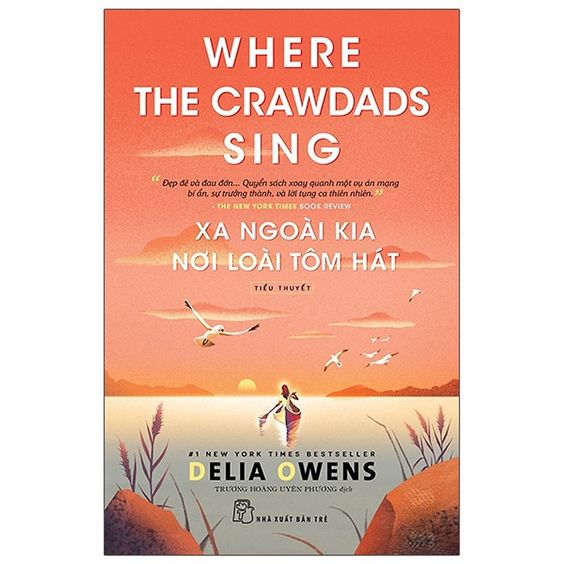 WHERE
THE CRAWDADS
SING
“Đẹp đẽ và đau đớn... Quyển sách xoay quanh một vụ án mạng
bí ẩn, sự trưởng thành, và lời tụng ca thiên nhiên.”
- THE NEW YORK TIMES BOOK REVIEW
XA NGOÀI KIA
NƠI LOÀI TÔM HÁT
TIỂU THUYẾT
#1 NEW YORK TIMES BESTSELLER
DELIA OWENS
TRƯƠNG HOÀNG UYÊN PHƯƠNG dịch
NHÀ XUẤT BẢN TRẺ